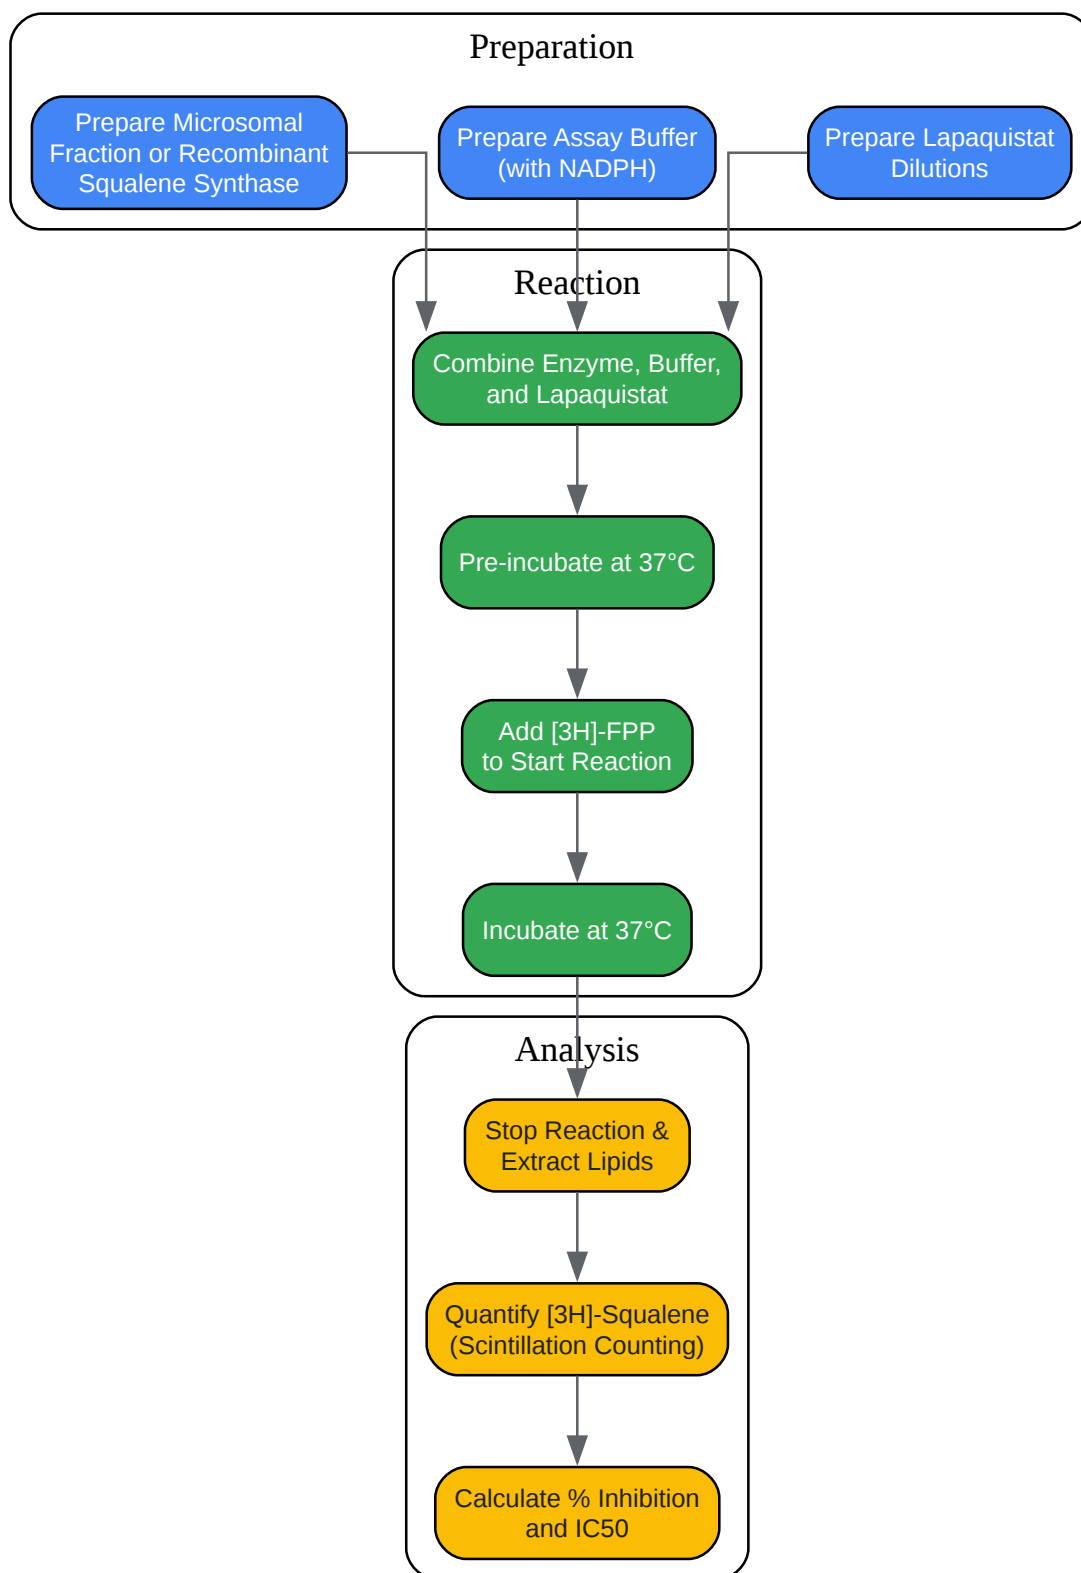 Preparation
Prepare Microsomal
Fraction or Recombinant
Squalene Synthase
Prepare Assay Buffer
(with NADPH)
Prepare Lapaquistat
Dilutions
Reaction
Combine Enzyme, Buffer,
and Lapaquistat
Pre-incubate at 37°C
Add [3H]-FPP
to Start Reaction
Incubate at 37°C
Analysis
Stop Reaction &
Extract Lipids
Quantify [3H]-Squalene
(Scintillation Counting)
Calculate % Inhibition
and IC50